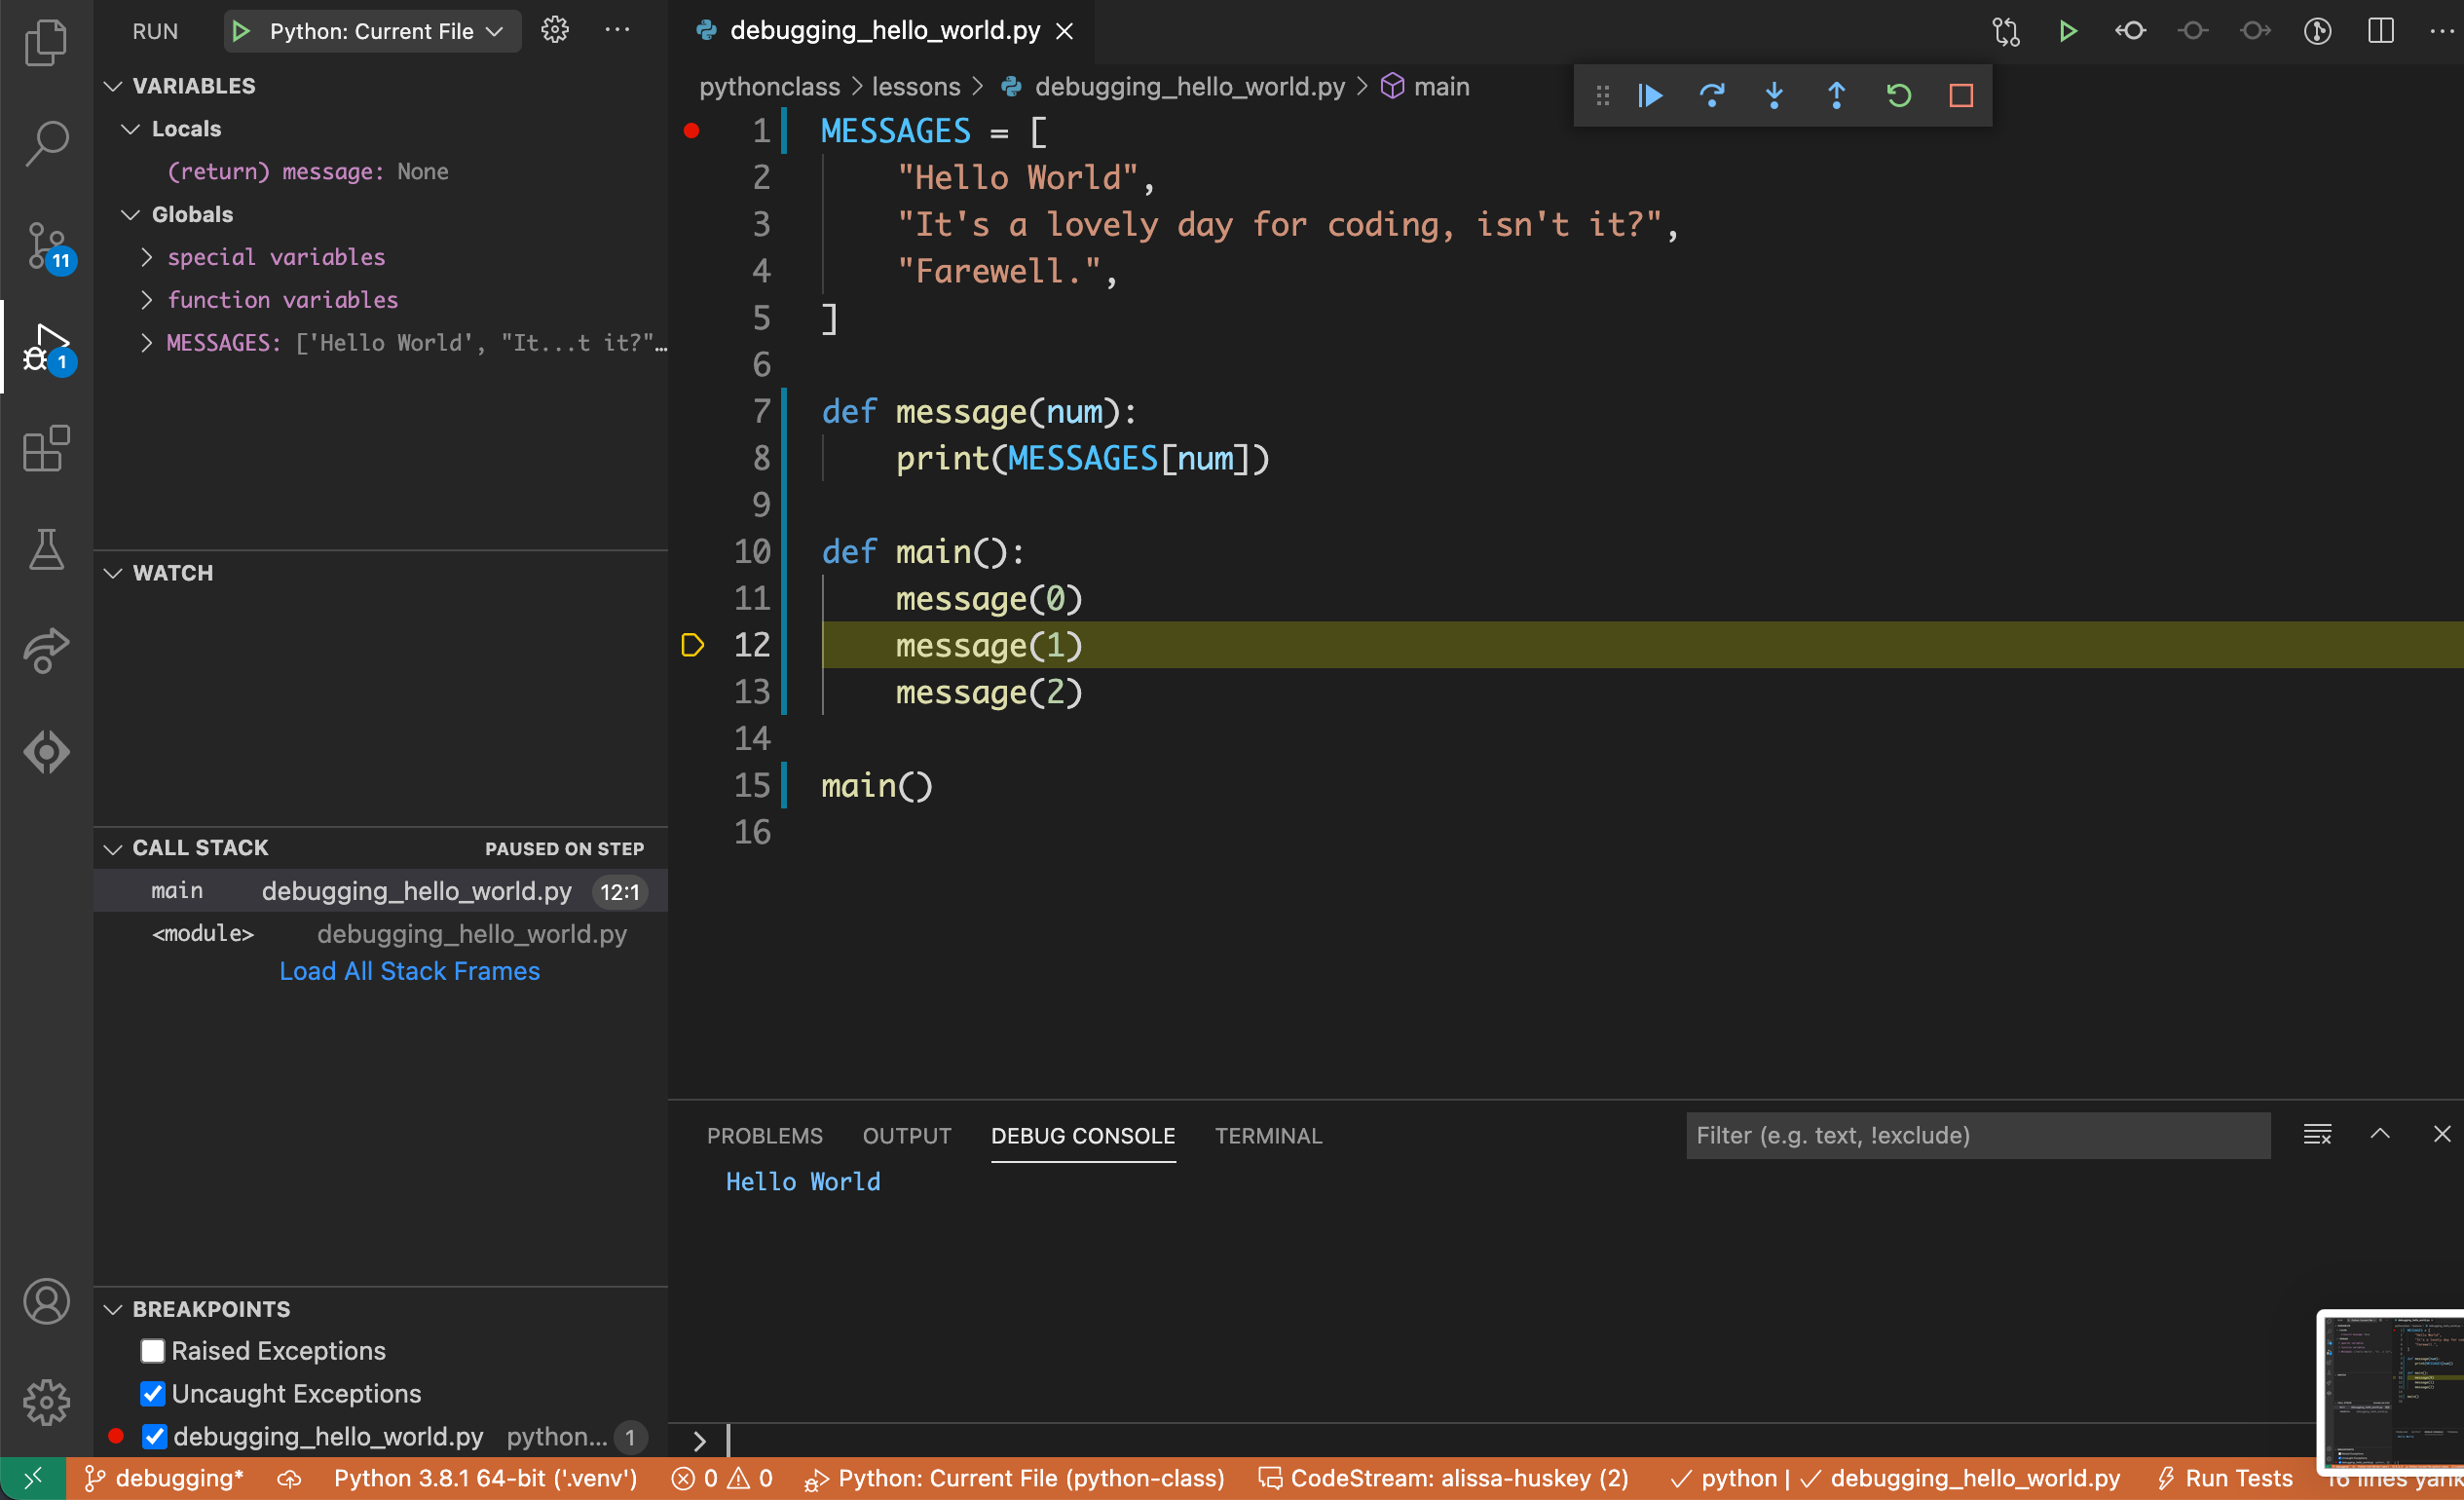 RUN
Python: Current File
VARIABLES
Locals
(return) message: None
Globals
special variables
function variables
MESSAGES: ['Hello World', "It...t it?"…
11
1
WATCH
CALL STACK PAUSED ON STEP
main debugging_hello_world.py 12:1
<module> debugging_hello_world.py
Load All Stack Frames
BREAKPOINTS
Raised Exceptions
Uncaught Exceptions
debugging_hello_world.py python... 1
debugging_hello_world.py
pythonclass > lessons > debugging_hello_world.py > main
1 MESSAGES = [
2 "Hello World",
3 "It's a lovely day for coding, isn't it?",
4 "Farewell.",
5 ]
6
7 def message(num):
8 print(MESSAGES[num])
9
10 def main():
11 message(0)
12 message(1)
13 message(2)
14
15 main()
16
PROBLEMS OUTPUT DEBUG CONSOLE TERMINAL Filter (e.g. text, !exclude)
Hello World
>
debugging* Python 3.8.1 64-bit ('.venv') 0 0 Python: Current File (python-class) CodeStream: alissa-huskey (2) ✓ python | ✓ debugging_hello_world.py Run Tests 16 lines yank